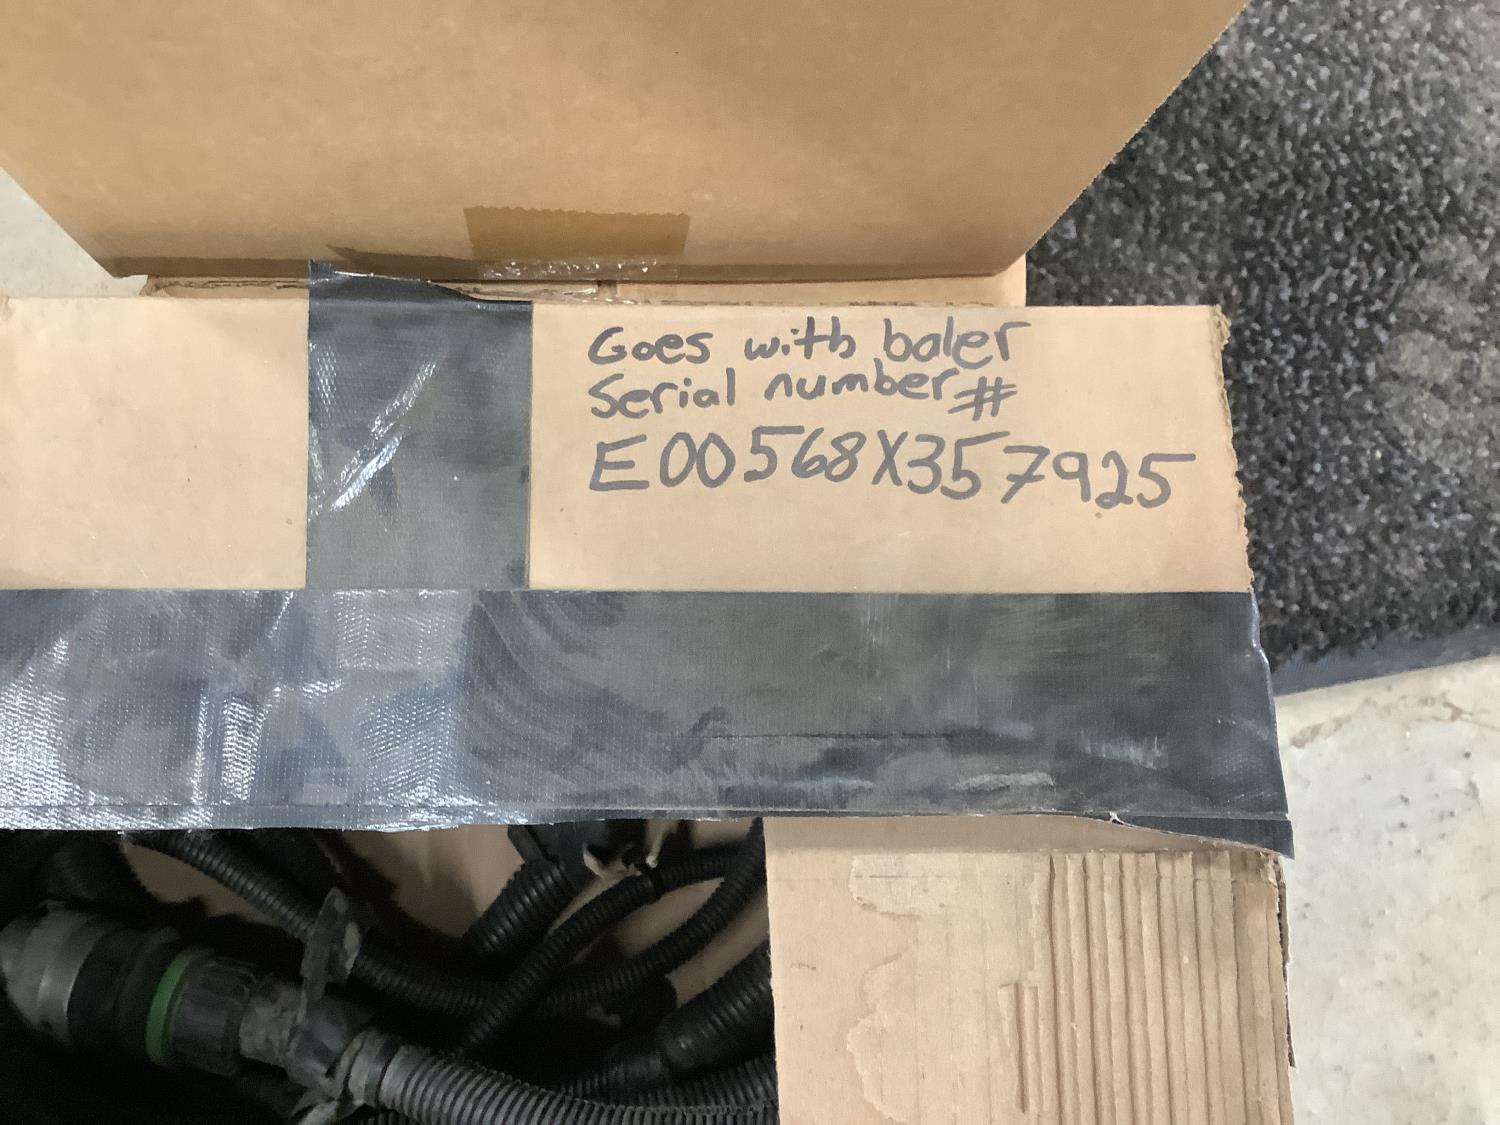 Goes with baler
Serial number #
E00568X357925